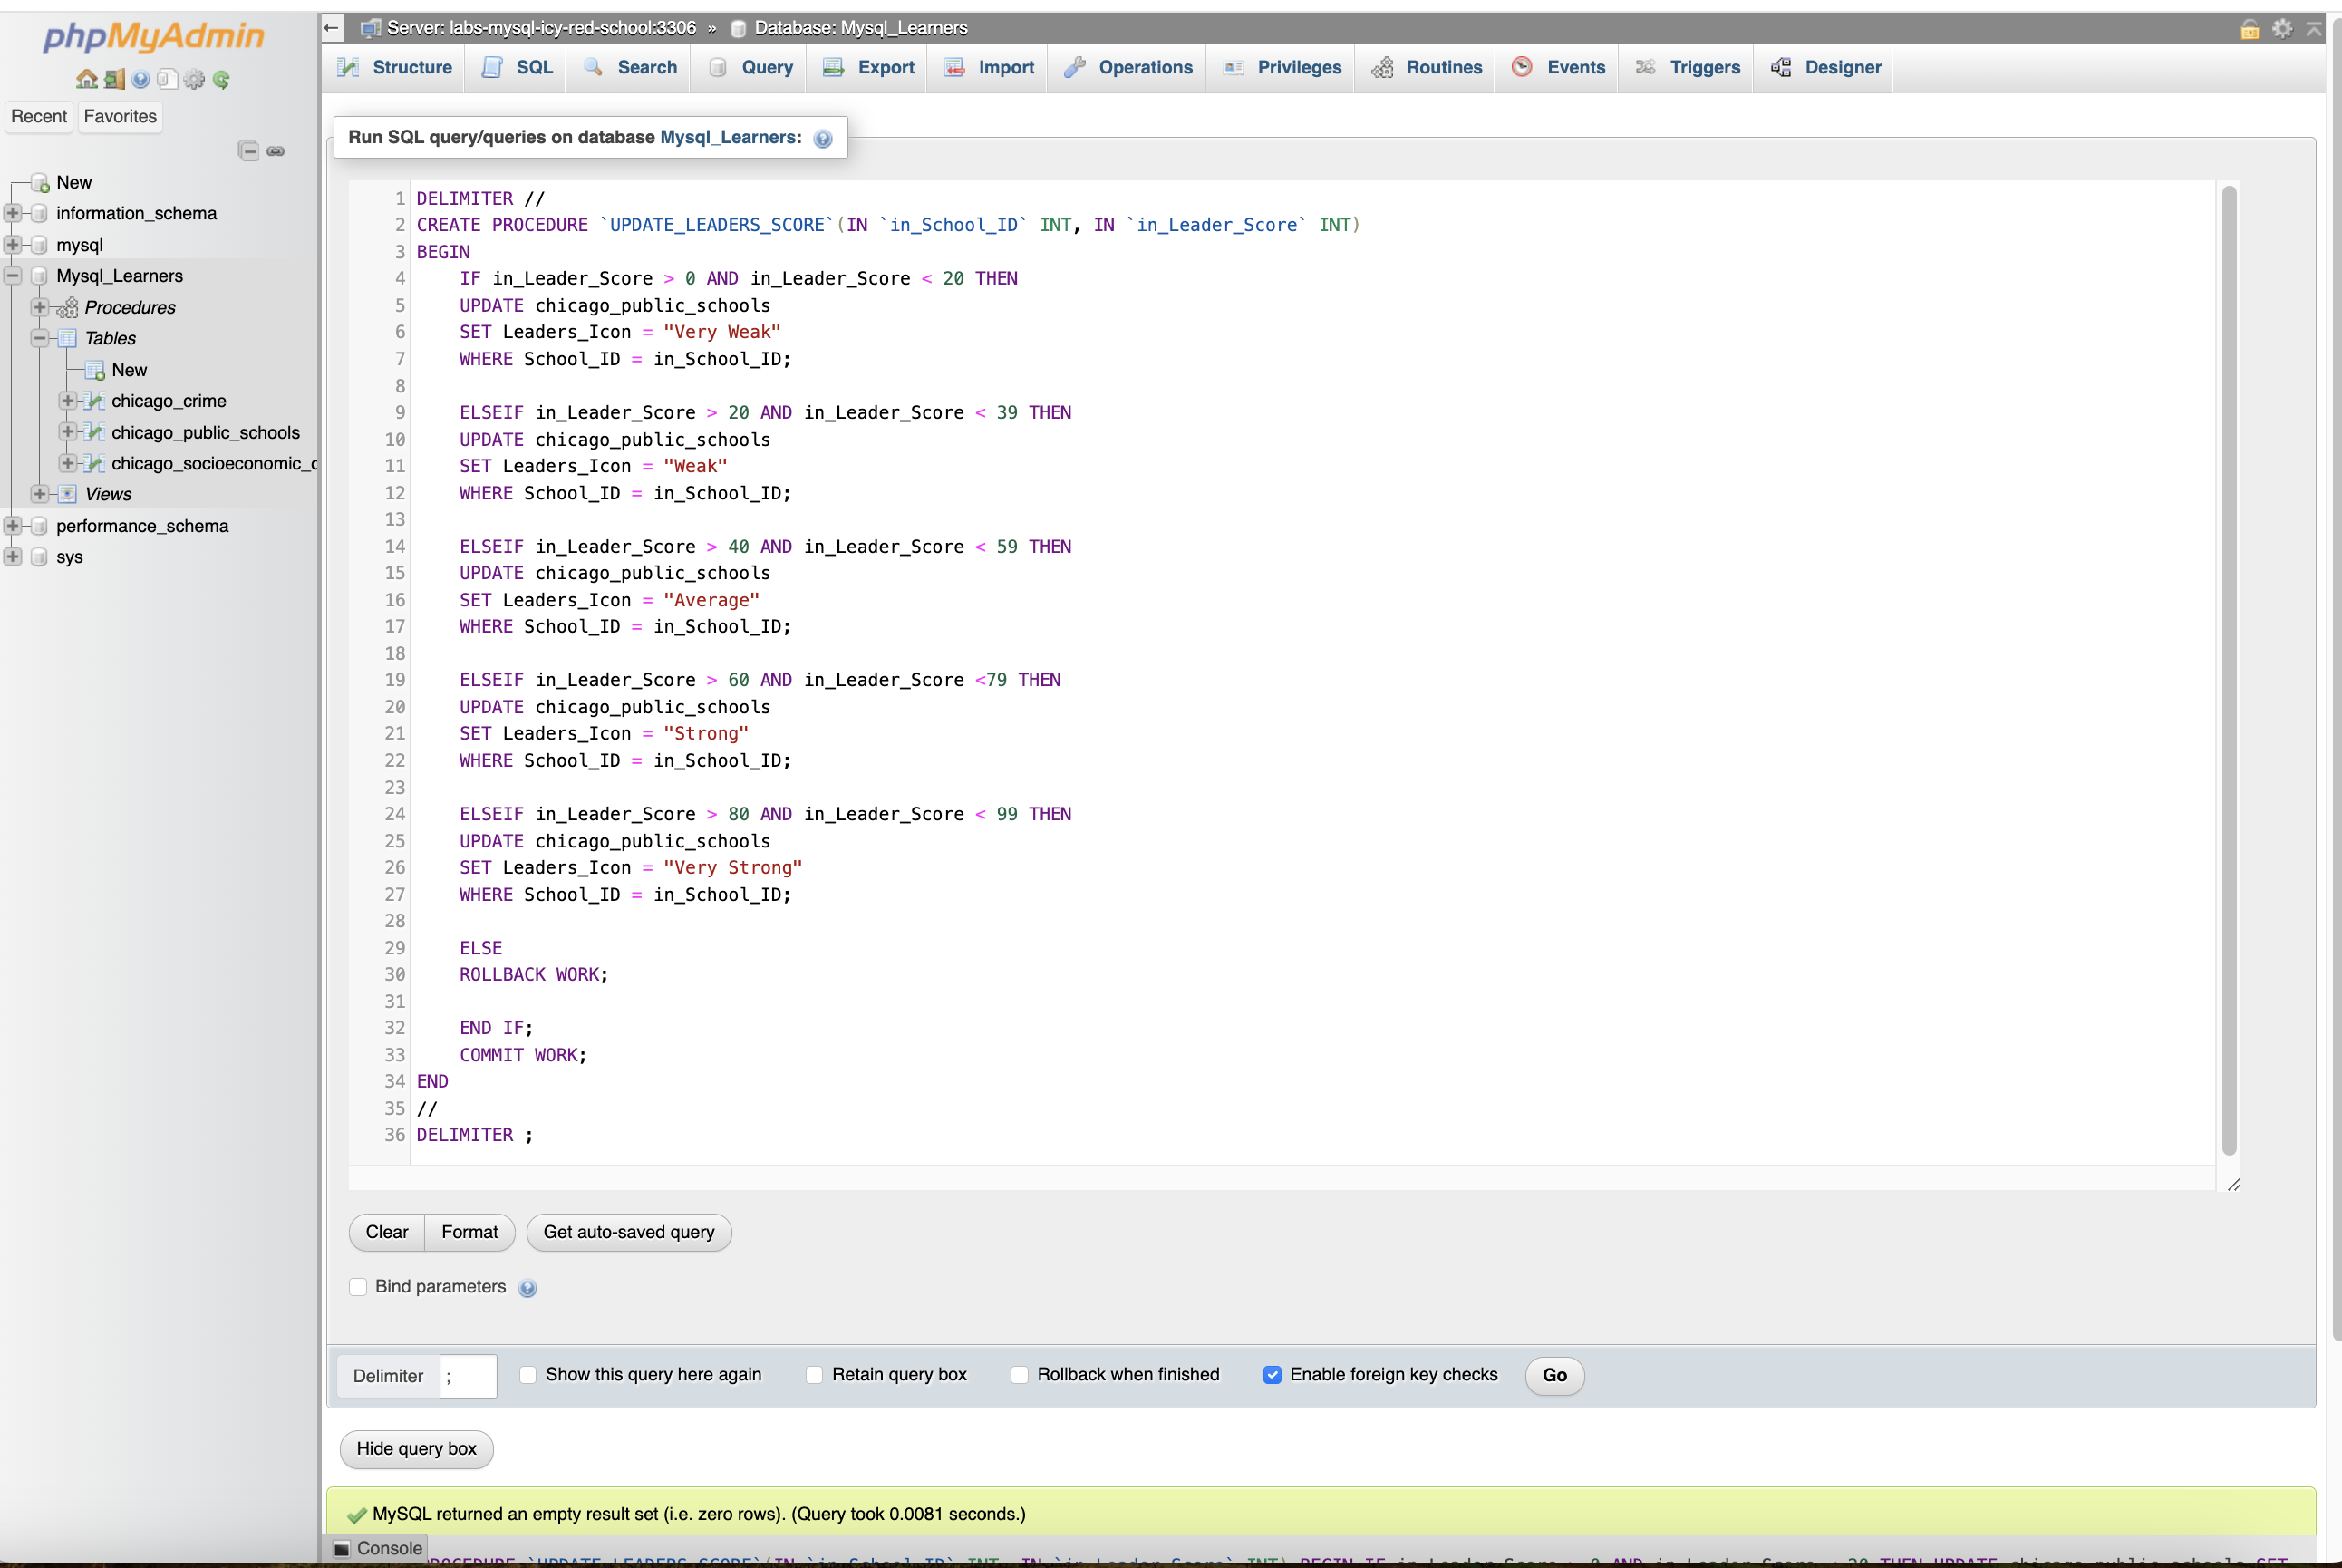 phpMyAdmin
Recent Favorites
New
information_schema
mysql
Mysql_Learners
Procedures
Tables
New
chicago_crime
chicago_public_schools
chicago_socioeconomic_
Views
performance_schema
sys
Server: labs-mysql-icy-red-school:3306 » Database: Mysql_Learners
Structure SQL Search Query Export Import Operations Privileges Routines Events Triggers Designer
Run SQL query/queries on database Mysql_Learners:
1 DELIMITER //
2 CREATE PROCEDURE `UPDATE_LEADERS_SCORE`(IN `in_School_ID` INT, IN `in_Leader_Score` INT)
3 BEGIN
4     IF in_Leader_Score > 0 AND in_Leader_Score < 20 THEN
5     UPDATE chicago_public_schools
6     SET Leaders_Icon = "Very Weak"
7     WHERE School_ID = in_School_ID;
8
9     ELSEIF in_Leader_Score > 20 AND in_Leader_Score < 39 THEN
10     UPDATE chicago_public_schools
11     SET Leaders_Icon = "Weak"
12     WHERE School_ID = in_School_ID;
13
14     ELSEIF in_Leader_Score > 40 AND in_Leader_Score < 59 THEN
15     UPDATE chicago_public_schools
16     SET Leaders_Icon = "Average"
17     WHERE School_ID = in_School_ID;
18
19     ELSEIF in_Leader_Score > 60 AND in_Leader_Score <79 THEN
20     UPDATE chicago_public_schools
21     SET Leaders_Icon = "Strong"
22     WHERE School_ID = in_School_ID;
23
24     ELSEIF in_Leader_Score > 80 AND in_Leader_Score < 99 THEN
25     UPDATE chicago_public_schools
26     SET Leaders_Icon = "Very Strong"
27     WHERE School_ID = in_School_ID;
28
29     ELSE
30     ROLLBACK WORK;
31
32     END IF;
33     COMMIT WORK;
34 END
35 //
36 DELIMITER ;
Clear Format Get auto-saved query
Bind parameters
Delimiter ; Show this query here again Retain query box Rollback when finished Enable foreign key checks Go
Hide query box
MySQL returned an empty result set (i.e. zero rows). (Query took 0.0081 seconds.)
Console